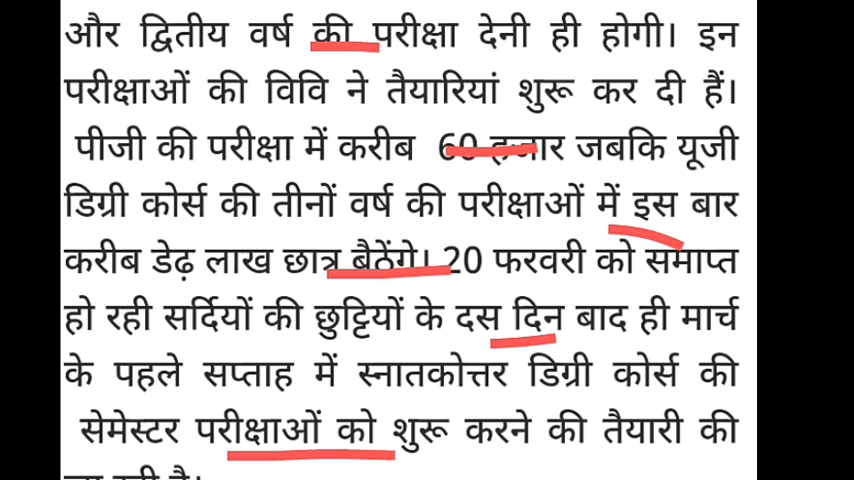 और द्वितीय वर्ष की परीक्षा देनी ही होगी। इन
परीक्षाओं की विवि ने तैयारियां शुरू कर दी हैं।
पीजी की परीक्षा में करीब 60 हजार जबकि यूजी
डिग्री कोर्स की तीनों वर्ष की परीक्षाओं में इस बार
करीब डेढ़ लाख छात्र बैठेंगे। 20 फरवरी को समाप्त
हो रही सर्दियों की छुट्टियों के दस दिन बाद ही मार्च
के पहले सप्ताह में स्नातकोत्तर डिग्री कोर्स की
सेमेस्टर परीक्षाओं को शुरू करने की तैयारी की